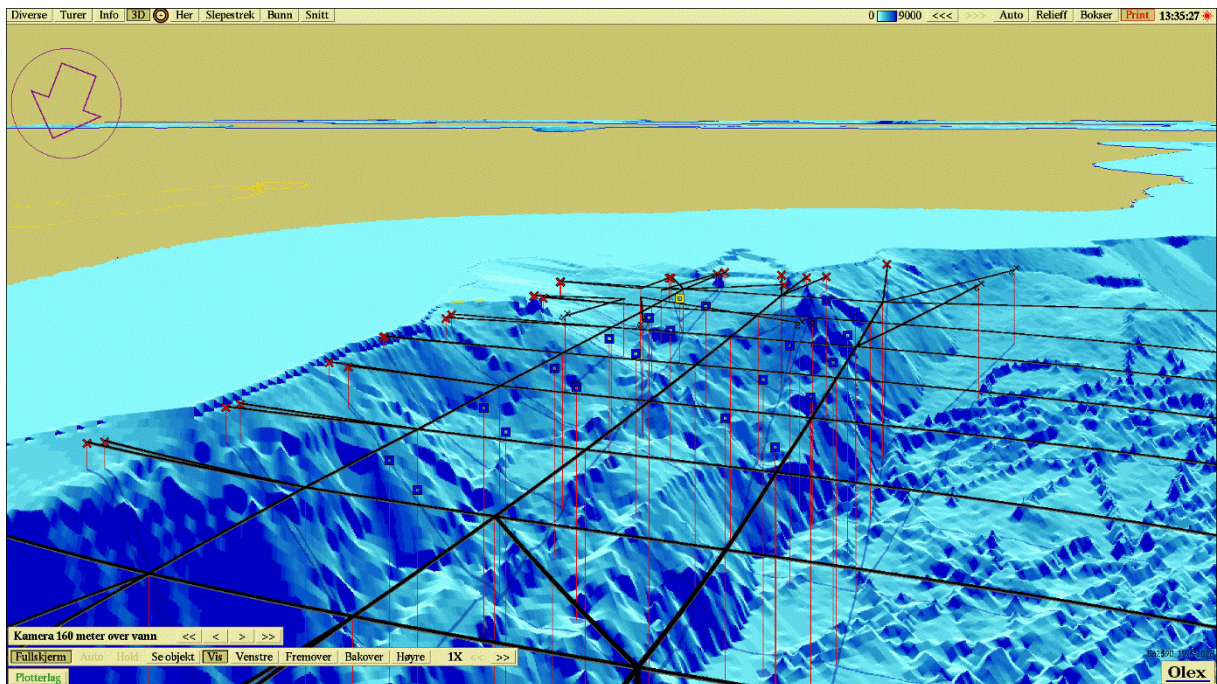 Diverse Turer Info 3D Her Slepestrek Bunn Snitt 0 9000 <<< >>> Auto Relieff Bokser Print 13:35:27
Kamera 160 meter over vann << < > >>
Fullskjerm Auto Hold Se objekt Vis Venstre Fremover Bakover Høyre 1X << >>
Plotterlag Olex